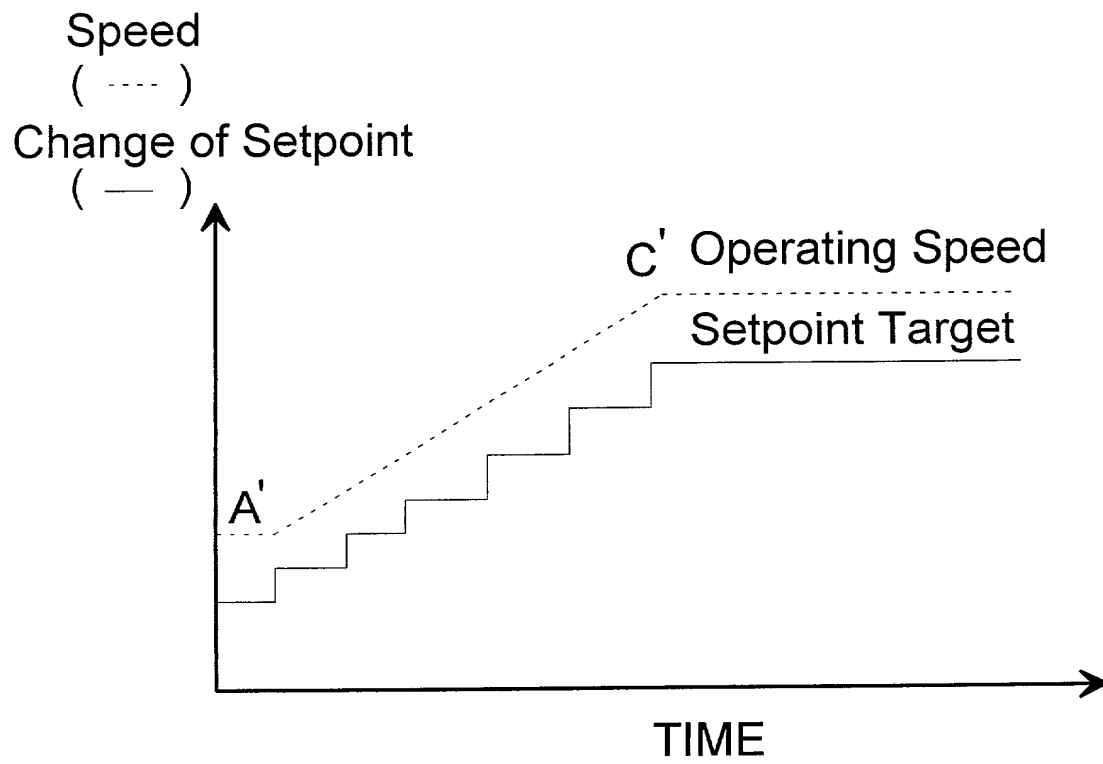 Speed
( ---- )
Change of Setpoint
( — )
C' Operating Speed
Setpoint Target
A'
TIME